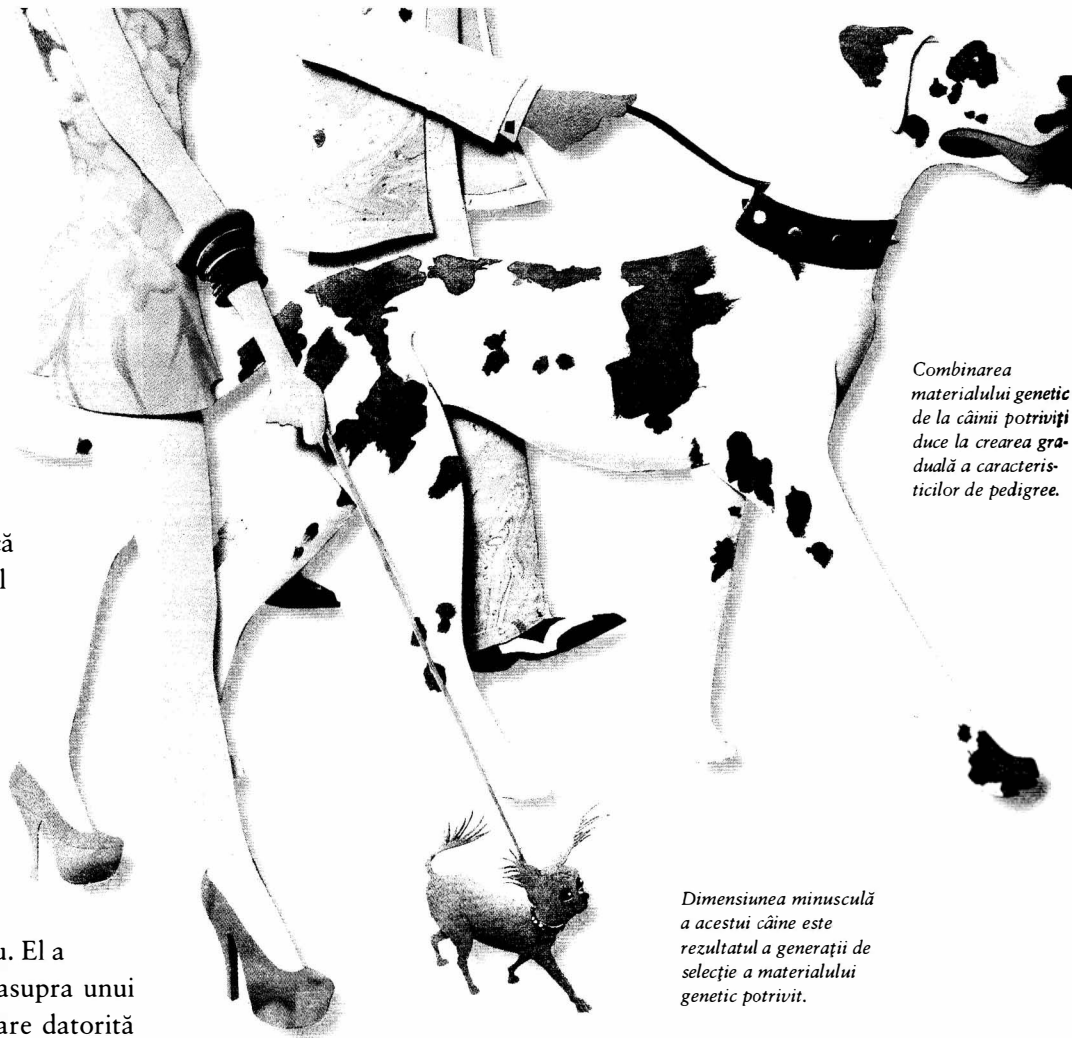 Combinarea
materialului genetic
de la câinii potriviți
duce la crearea gra-
duală a caracteris-
ticilor de pedigree.
că
l
Dimensiunea minusculă
a acestui câine este
rezultatul a generații de
selecție a materialului
genetic potrivit.
u. El a
asupra unui
are datorită